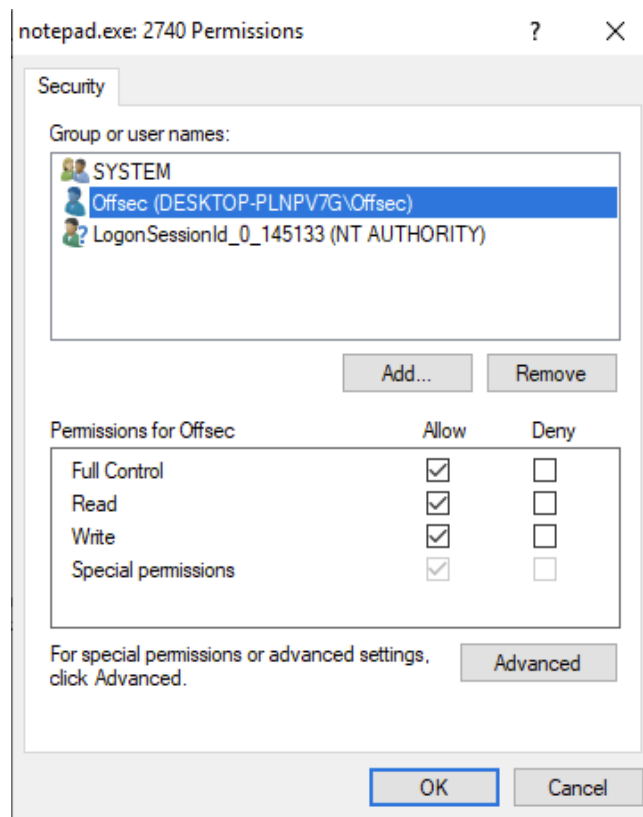 notepad.exe: 2740 Permissions ?
Security
Group or user names:
SYSTEM
Offsec (DESKTOP-PLNPV7G\Offsec)
LogonSessionId_0_145133 (NT AUTHORITY)
Add... Remove
Permissions for Offsec Allow Deny
Full Control
Read
Write
Special permissions
For special permissions or advanced settings,
click Advanced.
Advanced
OK Cancel